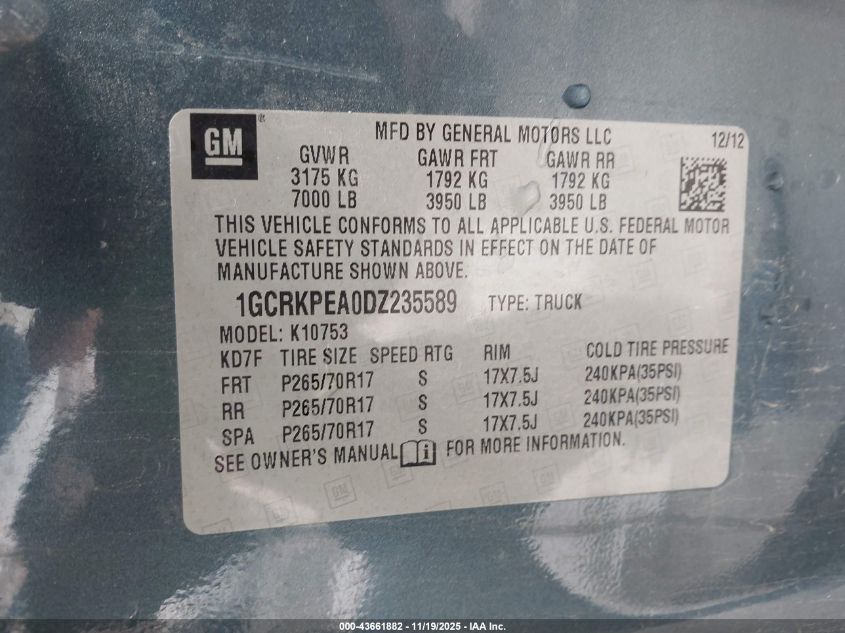 GM ®
MFD BY GENERAL MOTORS LLC 12/12
GVWR GAWR FRT GAWR RR
3175 KG 1792 KG 1792 KG
7000 LB 3950 LB 3950 LB
THIS VEHICLE CONFORMS TO ALL APPLICABLE U.S. FEDERAL MOTOR
VEHICLE SAFETY STANDARDS IN EFFECT ON THE DATE OF
MANUFACTURE SHOWN ABOVE.
1GCRKPEA0DZ235589 TYPE: TRUCK
MODEL: K10753
KD7F TIRE SIZE SPEED RTG RIM COLD TIRE PRESSURE
FRT P265/70R17 S 17X7.5J 240KPA(35PSI)
RR P265/70R17 S 17X7.5J 240KPA(35PSI)
SPA P265/70R17 S 17X7.5J 240KPA(35PSI)
SEE OWNER'S MANUAL i FOR MORE INFORMATION.
000-43661882 - 11/19/2025 - IAA Inc.